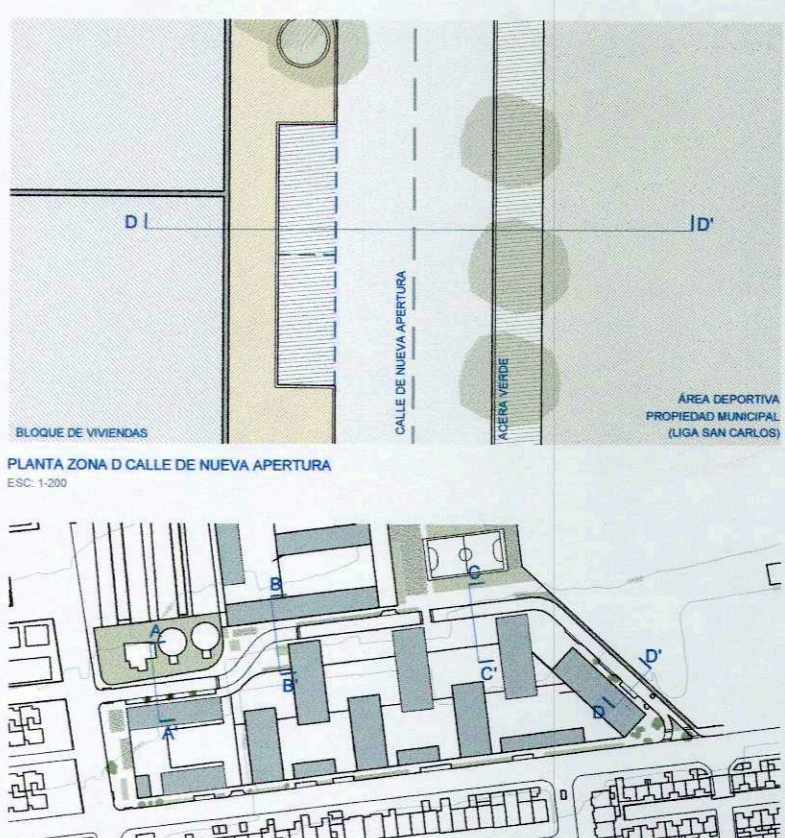 D
D'
CALLE DE NUEVA APERTURA
ACERA VERDE
BLOQUE DE VIVIENDAS
ÁREA DEPORTIVA
PROPIEDAD MUNICIPAL
(LIGA SAN CARLOS)
PLANTA ZONA D CALLE DE NUEVA APERTURA
ESC: 1-200
B
C
A
D'
B'
C'
D
A'